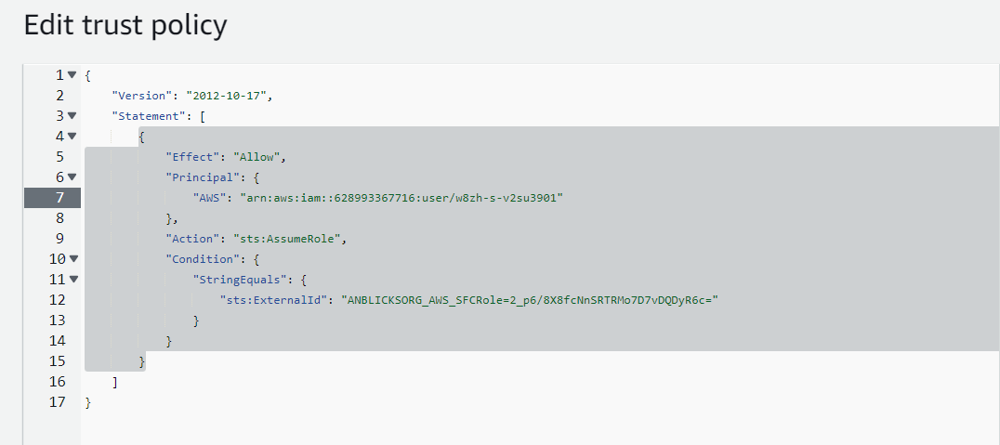 Edit trust policy
1 {
2 "Version": "2012-10-17",
3 "Statement": [
4 {
5 "Effect": "Allow",
6 "Principal": {
7 "AWS": "arn:aws:iam::628993367716:user/w8zh-s-v2su3901"
8 },
9 "Action": "sts:AssumeRole",
10 "Condition": {
11 "StringEquals": {
12 "sts:ExternalId": "ANBLICKSORG_AWS_SFCRole=2_p6/8X8fcNnSRTRMo7D7vDQDyR6c="
13 }
14 }
15 }
16 ]
17 }